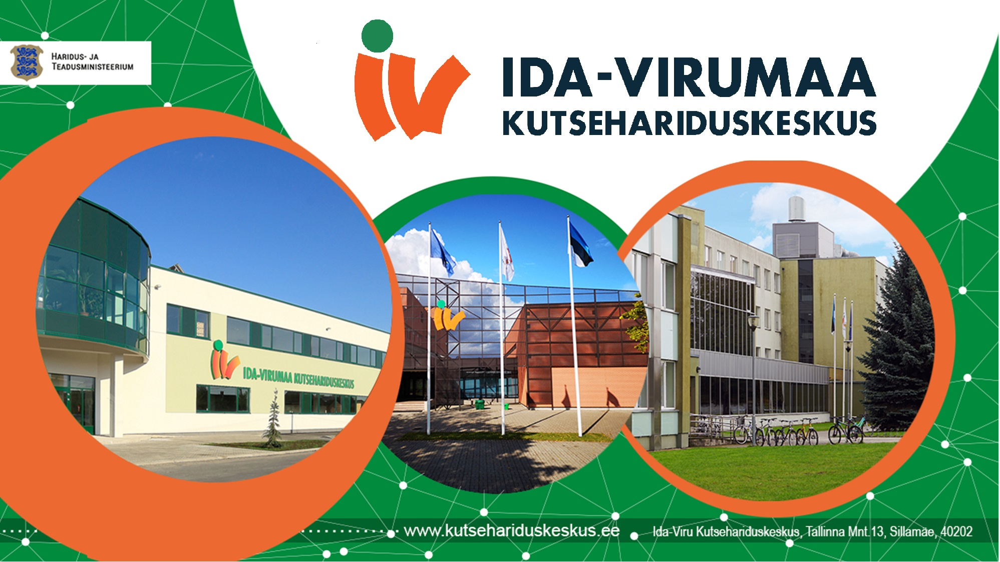 HARIDUS- JA
TEADUSMINISTEERIUM
IDA-VIRUMAA
KUTSEHARIDUSKESKUS
IDA-VIRUMAA KUTSEHARIDUSKESKUS
www.kutsehariduskeskus.ee
Ida-Viru Kutsehariduskeskus, Tallinna Mnt.13, Sillamäe, 40202